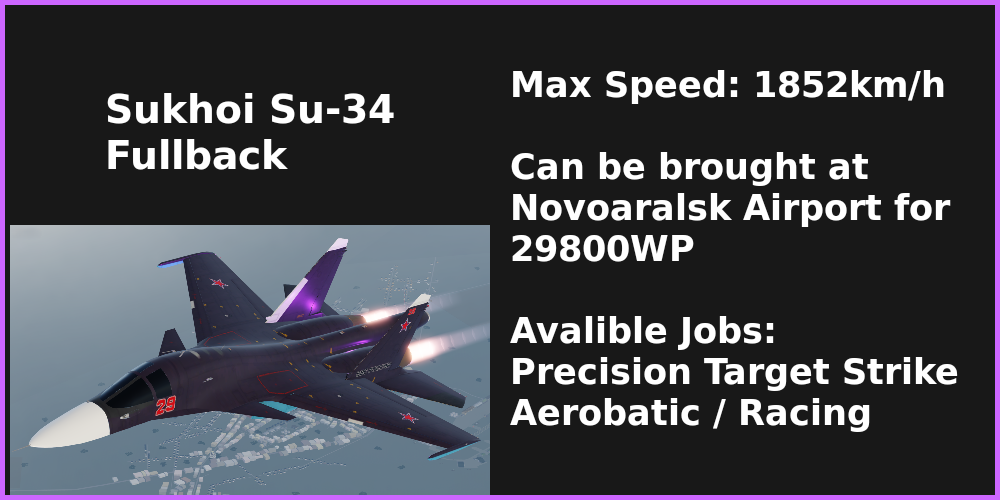 Sukhoi Su-34
Fullback
29
Max Speed: 1852km/h
Can be brought at
Novoaralsk Airport for
29800WP
Avalible Jobs:
Precision Target Strike
Aerobatic / Racing